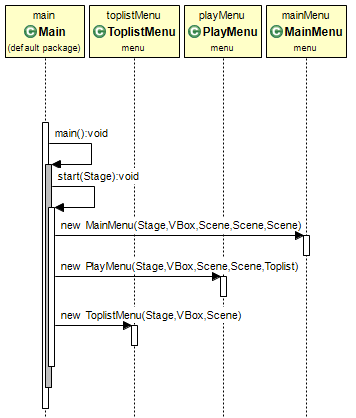 main
toplistMenu
playMenu
mainMenu
C Main
C ToplistMenu
C PlayMenu
C MainMenu
(default package)
menu
menu
menu
main():void
start(Stage):void
new MainMenu(Stage,VBox,Scene,Scene,Scene)
new PlayMenu(Stage,VBox,Scene,Scene,Toplist)
new ToplistMenu(Stage,VBox,Scene)